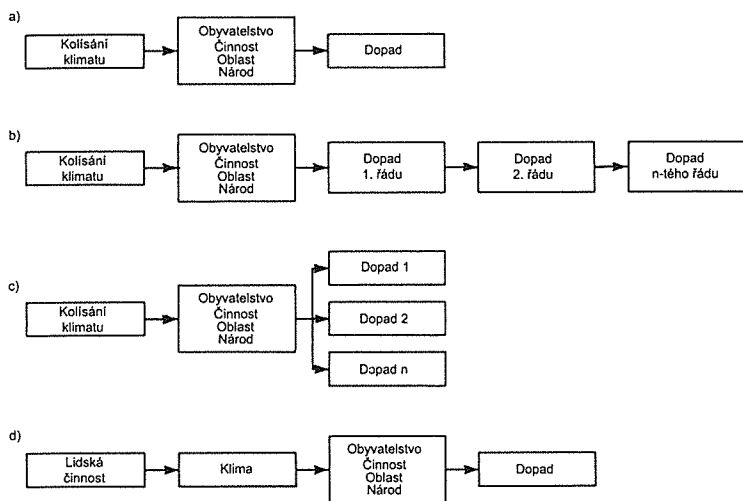 a)
Kolísání
klimatu
Obyvatelstvo
Činnost
Oblast
Národ
Dopad
b)
Kolísání
klimatu
Obyvatelstvo
Činnost
Oblast
Národ
Dopad
1. řádu
Dopad
2. řádu
Dopad
n-tého řádu
c)
Kolísání
klimatu
Obyvatelstvo
Činnost
Oblast
Národ
Dopad 1
Dopad 2
Dopad n
d)
Lidská
činnost
Klima
Obyvatelstvo
Činnost
Oblast
Národ
Dopad